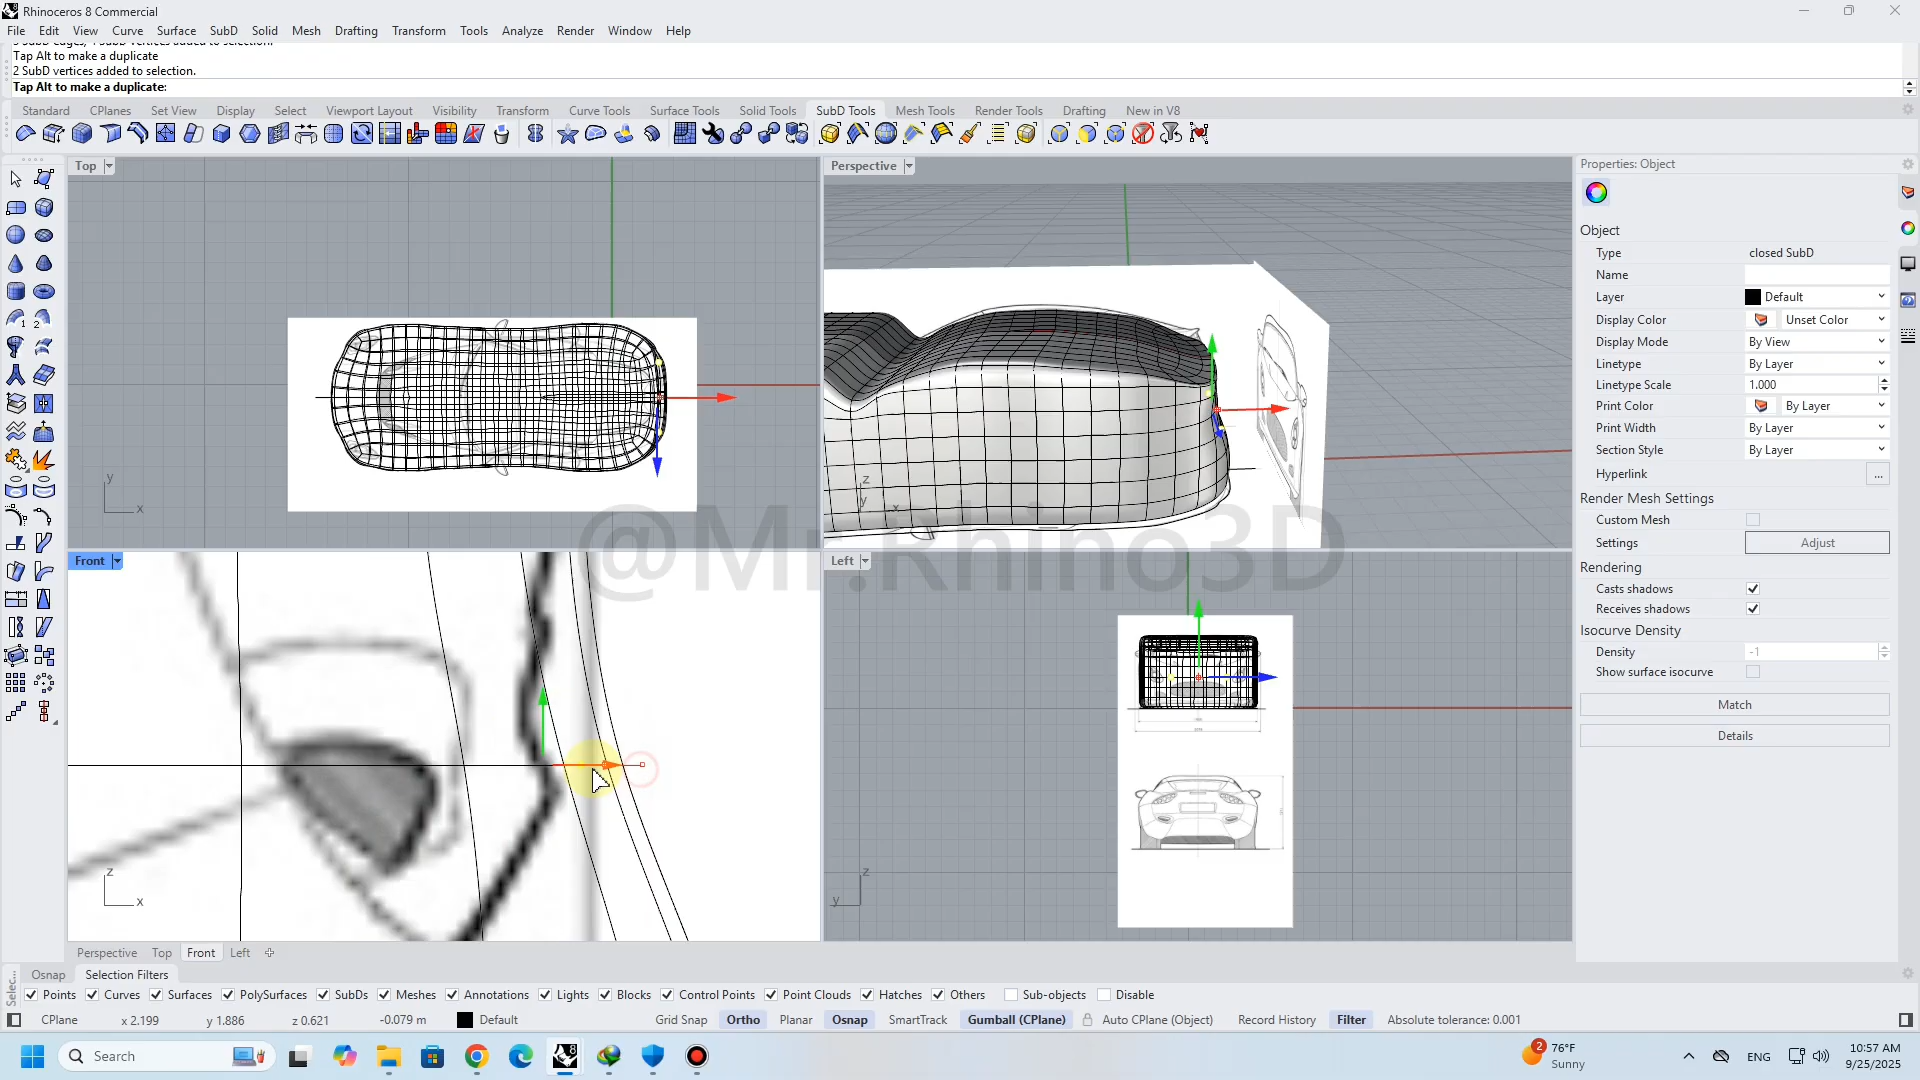 Rhinoceros 8 Commercial
File Edit View Curve Surface SubD Solid Mesh Drafting Transform Tools Analyze Render Window Help
Tap Alt to make a duplicate
2 SubD vertices added to selection.
Tap Alt to make a duplicate:
Standard CPlanes Set View Display Select Viewport Layout Visibility Transform Curve Tools Surface Tools Solid Tools SubD Tools Mesh Tools Render Tools Drafting New in V8
Top
Perspective
Properties: Object
Object
Type closed SubD
Name
Layer Default
Display Color Unset Color
Display Mode By View
Linetype By Layer
Linetype Scale 1.000
Print Color By Layer
Print Width By Layer
Section Style By Layer
Hyperlink ...
Render Mesh Settings
Custom Mesh
Settings Adjust
Rendering
Casts shadows
Receives shadows
Isocurve Density
Density -1
Show surface isocurve
Match
Details
y x
z y x
@Mr.Rhino3D
Front
Left
z x
z y
Perspective Top Front Left
Osnap Selection Filters
Selec...
Points Curves Surfaces PolySurfaces SubDs Meshes Annotations Lights Blocks Control Points Point Clouds Hatches Others Sub-objects Disable
CPlane x 2.199 y 1.886 z 0.621 -0.079 m Default Grid Snap Ortho Planar Osnap SmartTrack Gumball (CPlane) Auto CPlane (Object) Record History Filter Absolute tolerance: 0.001
Search
2
76°F
Sunny
ENG
10:57 AM
9/25/2025